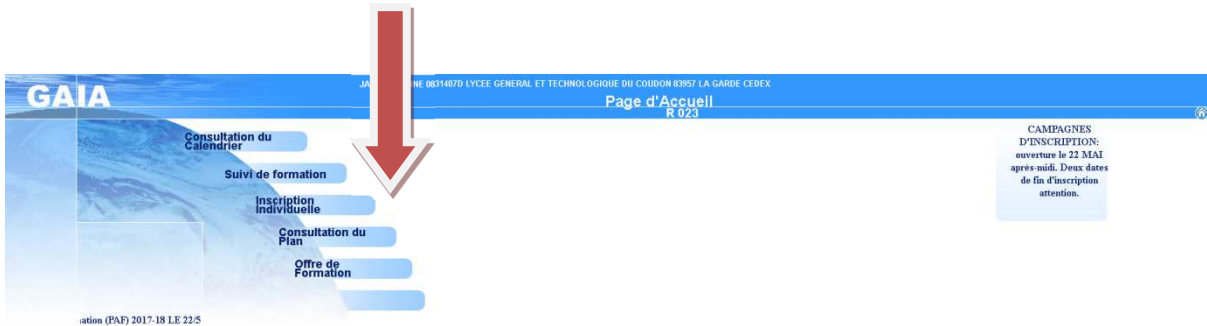 GAIA
NE 0831407D LYCEE GENERAL ET TECHNOLOGIQUE DU COUDON 83957 LA GARDE CEDEX
Page d'Accueil
R 023
Consultation du
Calendrier
Suivi de formation
Inscription
Individuelle
Consultation du
Plan
Offre de
Formation
CAMPAGNES
D'INSCRIPTION:
ouverture le 22 MAI
après-midi. Deux dates
de fin d'inscription
attention.
ation (PAF) 2017-18 LE 22/5